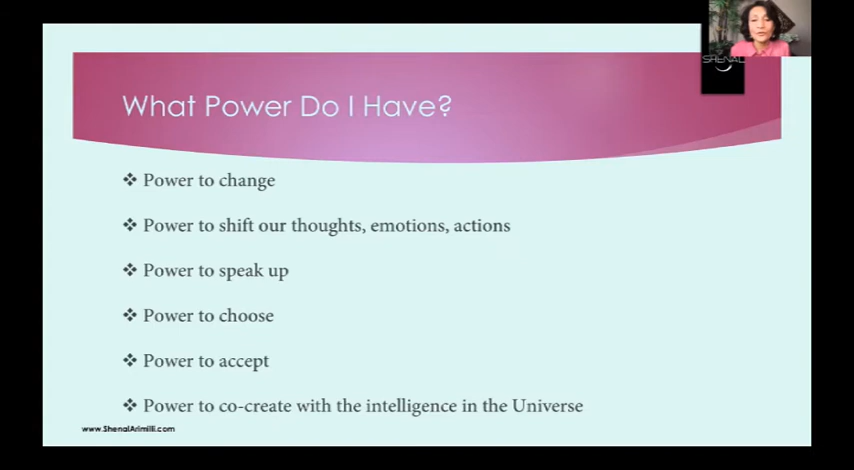 SHENAL
What Power Do I Have?
❖ Power to change
❖ Power to shift our thoughts, emotions, actions
❖ Power to speak up
❖ Power to choose
❖ Power to accept
❖ Power to co-create with the intelligence in the Universe
www.ShenalArimilli.com